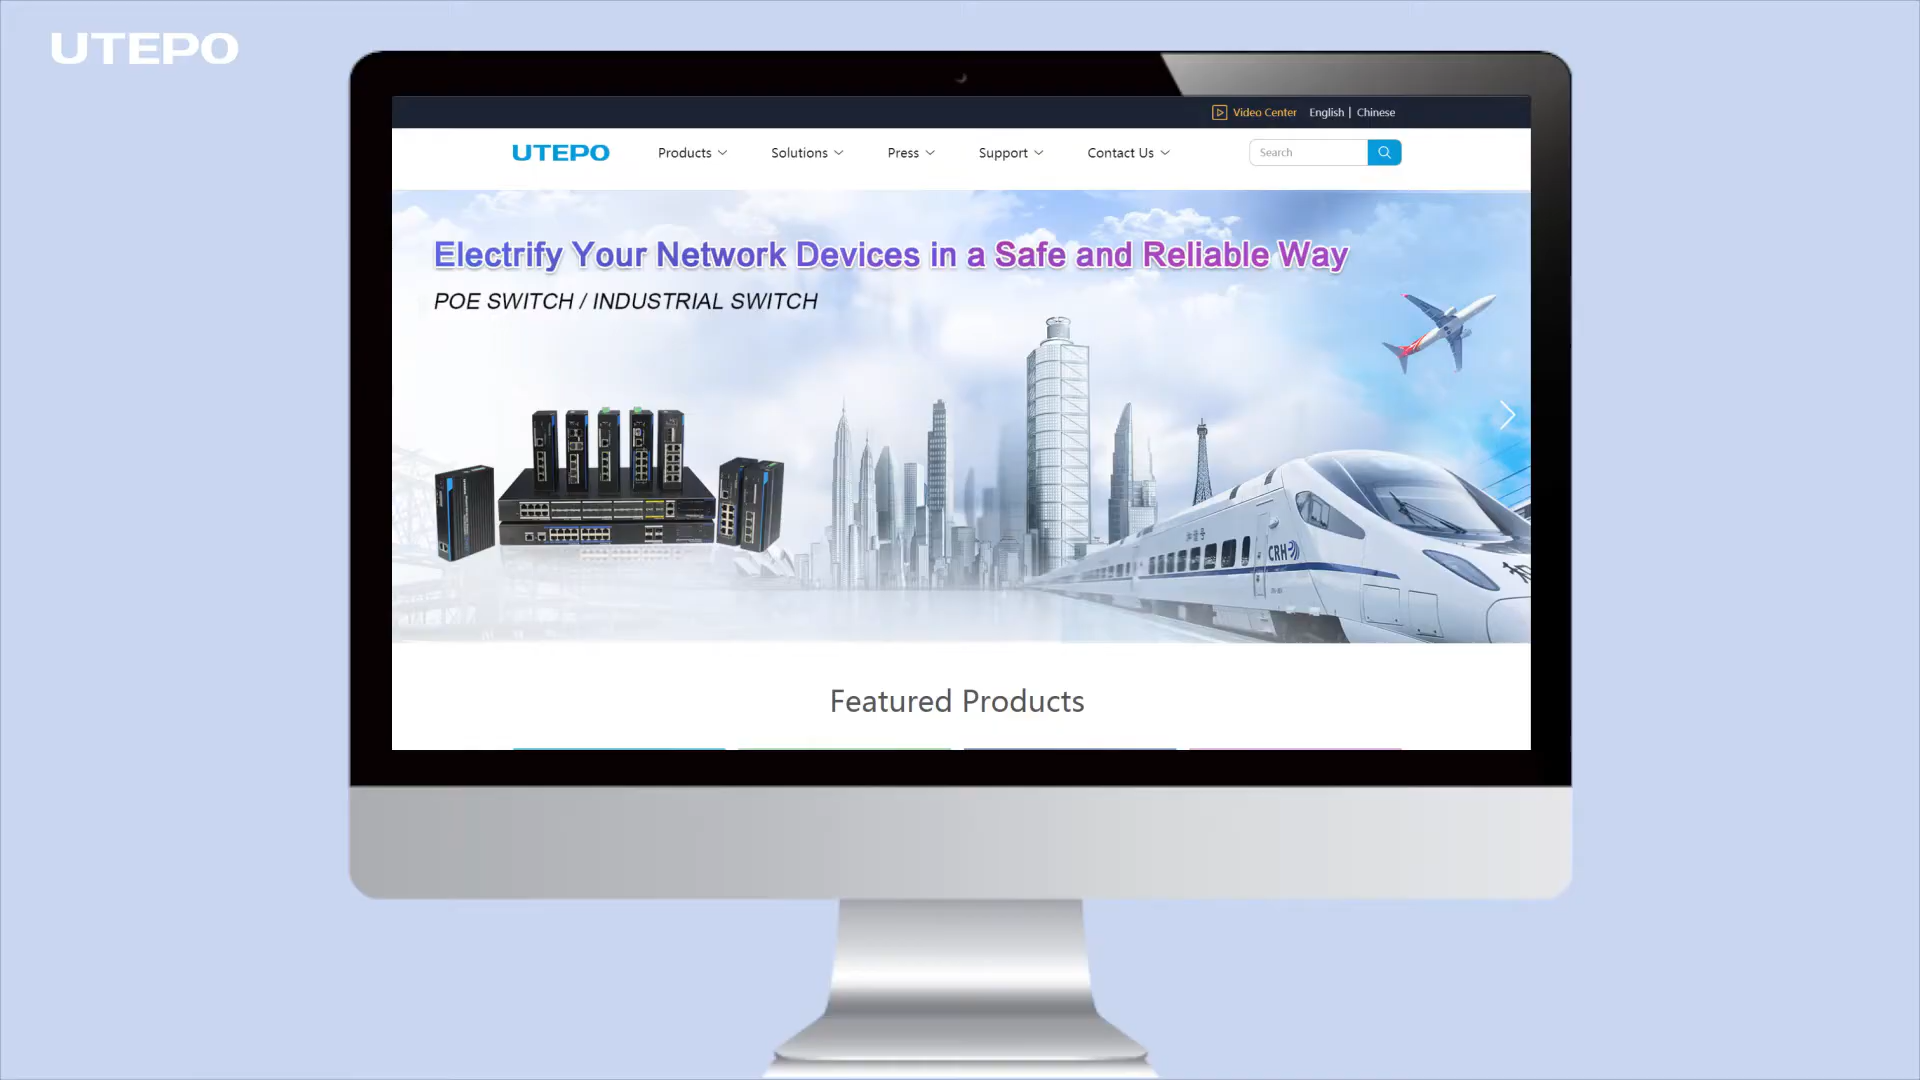 UTEPO
Video Center English | Chinese
UTEPO Products Solutions Press Support Contact Us Search
Electrify Your Network Devices in a Safe and Reliable Way
POE SWITCH / INDUSTRIAL SWITCH
CRH
Featured Products